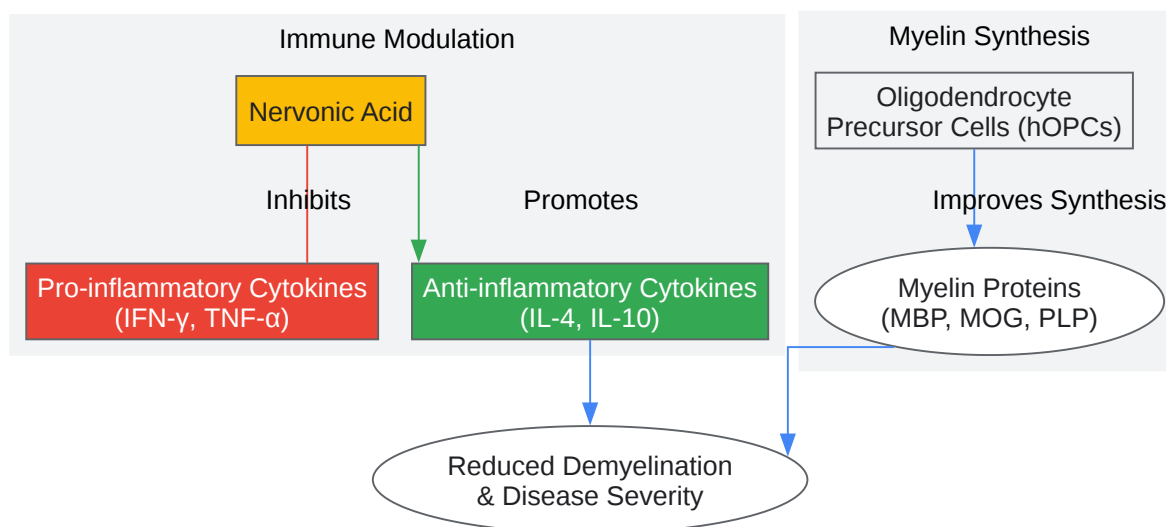 Immune Modulation
Nervonic Acid
Inhibits
Promotes
Pro-inflammatory Cytokines
(IFN-γ, TNF-α)
Anti-inflammatory Cytokines
(IL-4, IL-10)
Myelin Synthesis
Oligodendrocyte
Precursor Cells (hOPCs)
Improves Synthesis
Myelin Proteins
(MBP, MOG, PLP)
Reduced Demyelination
& Disease Severity